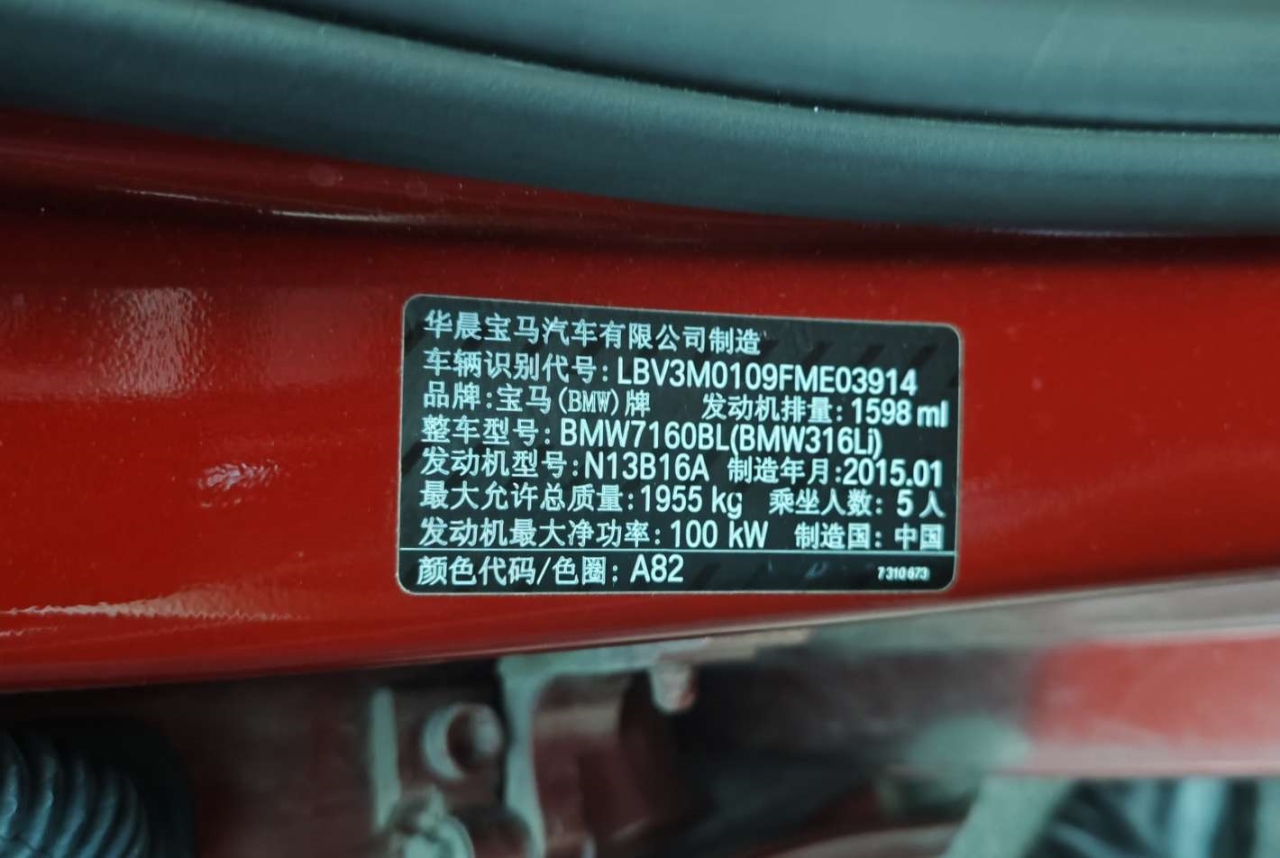 华晨宝马汽车有限公司制造
车辆识别代号:LBV3M0109FME03914
品牌:宝马(BMW)牌 发动机排量:1598 ml
整车型号:BMW7160BL(BMW316Li)
发动机型号:N13B16A 制造年月:2015.01
最大允许总质量:1955 kg 乘坐人数: 5人
发动机最大净功率:100 kW 制造国:中国
颜色代码/色圈: A82 7310673